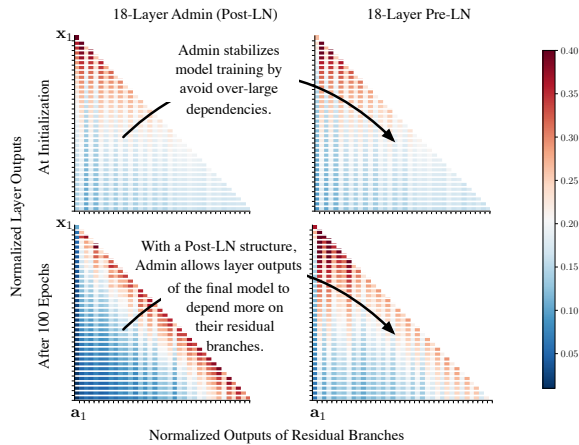 18-Layer Admin (Post-LN)
18-Layer Pre-LN
x1
Admin stabilizes
model training by
avoid over-large
dependencies.
At Initialization
Normalized Layer Outputs
x1
With a Post-LN structure,
Admin allows layer outputs
of the final model to
depend more on
their residual
branches.
After 100 Epochs
a1
a1
Normalized Outputs of Residual Branches
0.40
0.35
0.30
0.25
0.20
0.15
0.10
0.05